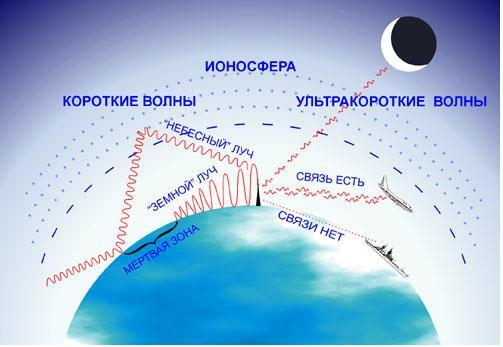 ИОНОСФЕРА
КОРОТКИЕ ВОЛНЫ
УЛЬТРАКОРОТКИЕ ВОЛНЫ
"НЕБЕСНЫЙ" ЛУЧ
"ЗЕМНОЙ" ЛУЧ
СВЯЗЬ ЕСТЬ
СВЯЗИ НЕТ
МЕРТВАЯ ЗОНА